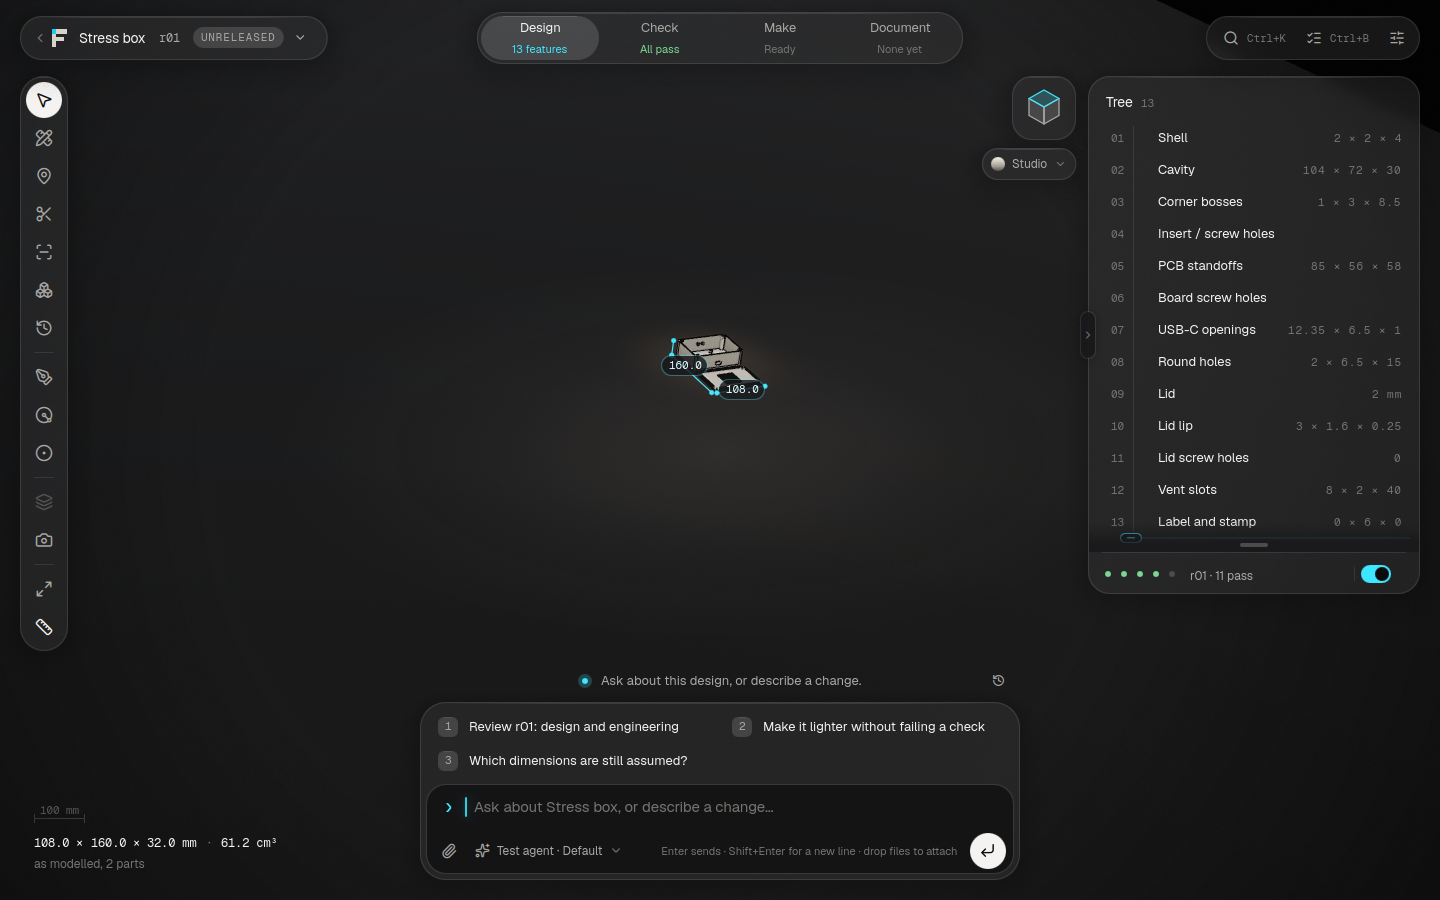 Stress box r01 UNRELEASED
Design
13 features
Check
All pass
Make
Ready
Document
None yet
Ctrl+K Ctrl+B
Studio
Tree 13
01 Shell 2 × 2 × 4
02 Cavity 104 × 72 × 30
03 Corner bosses 1 × 3 × 8.5
04 Insert / screw holes
05 PCB standoffs 85 × 56 × 58
06 Board screw holes
07 USB-C openings 12.35 × 6.5 × 1
08 Round holes 2 × 6.5 × 15
09 Lid 2 mm
10 Lid lip 3 × 1.6 × 0.25
11 Lid screw holes 0
12 Vent slots 8 × 2 × 40
13 Label and stamp 0 × 6 × 0
r01 · 11 pass
160.0
108.0
Ask about this design, or describe a change.
1 Review r01: design and engineering
2 Make it lighter without failing a check
3 Which dimensions are still assumed?
Ask about Stress box, or describe a change...
Test agent · Default
Enter sends · Shift+Enter for a new line · drop files to attach
100 mm
108.0 × 160.0 × 32.0 mm · 61.2 cm³
as modelled, 2 parts